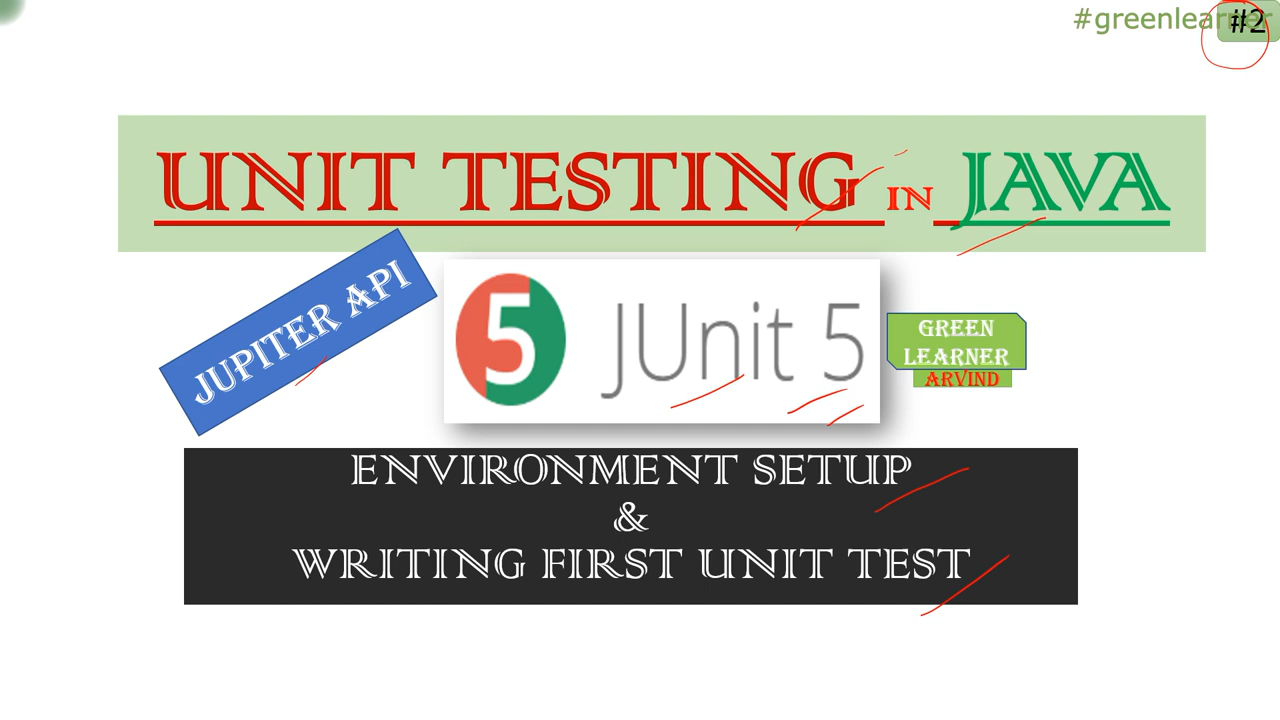 #greenlearner
#2
UNIT TESTING IN JAVA
JUPITER API
5 JUnit 5
GREEN
LEARNER
ARVIND
ENVIRONMENT SETUP
&
WRITING FIRST UNIT TEST